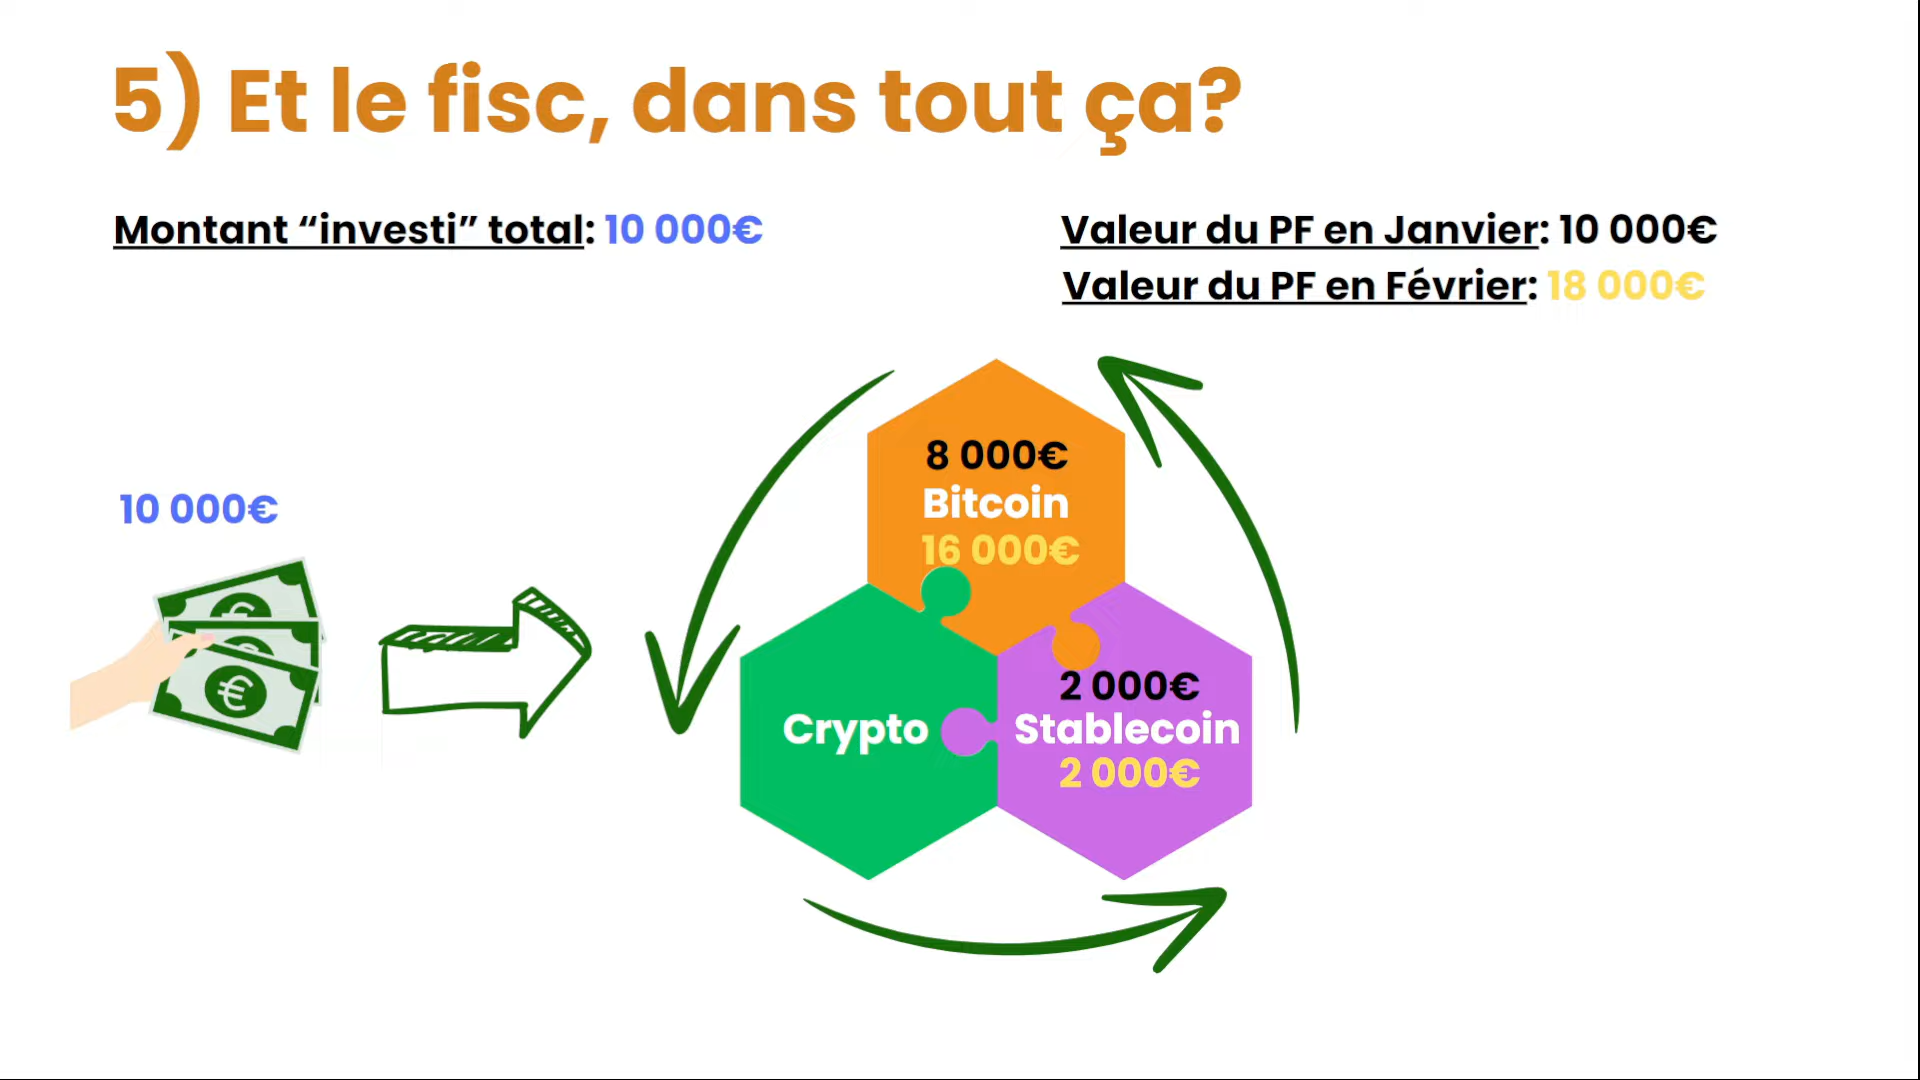 5) Et le fisc, dans tout ça?
Montant “investi” total: 10 000€
Valeur du PF en Janvier: 10 000€
Valeur du PF en Février: 18 000€
10 000€
8 000€
Bitcoin
16 000€
Crypto
2 000€
Stablecoin
2 000€